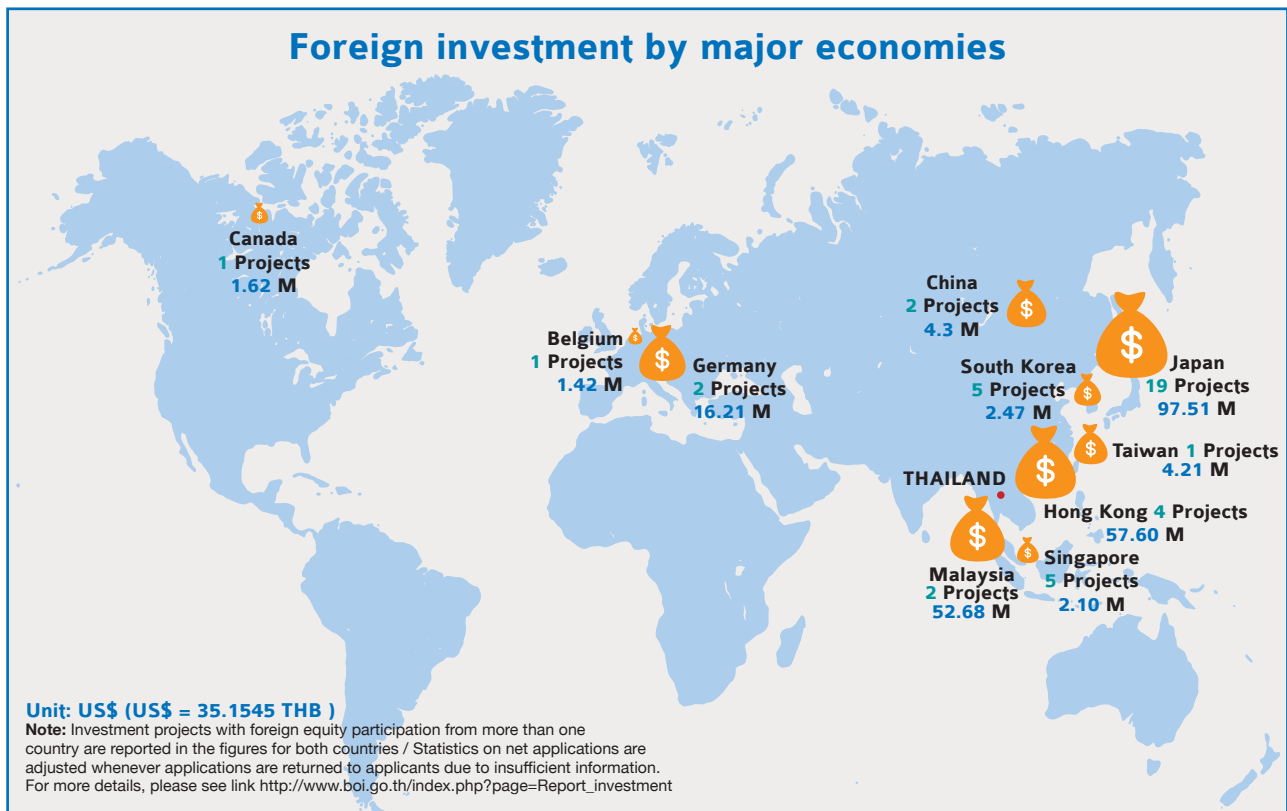 Foreign investment by major economies
Canada
1 Projects
1.62 M
Belgium
1 Projects
1.42 M
$
Germany
2 Projects
16.21 M
China
2 Projects
4.3 M
$
$
Japan
19 Projects
97.51 M
South Korea
5 Projects
2.47 M
$
$
Taiwan 1 Projects
4.21 M
THAILAND
$
Hong Kong 4 Projects
57.60 M
$
Malaysia
2 Projects
52.68 M
$
Singapore
5 Projects
2.10 M
$
$
Unit: US$ (US$ = 35.1545 THB )
Note: Investment projects with foreign equity participation from more than one
country are reported in the figures for both countries / Statistics on net applications are
adjusted whenever applications are returned to applicants due to insufficient information.
For more details, please see link http://www.boi.go.th/index.php?page=Report_investment